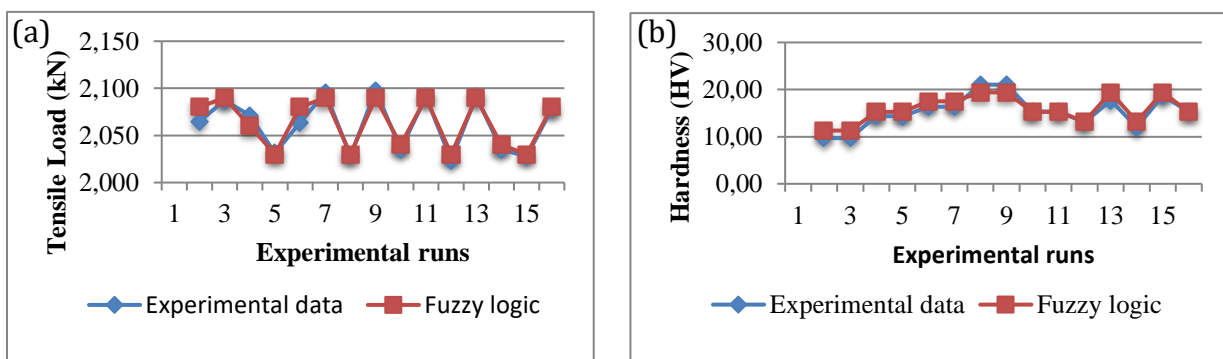 (a)
Tensile Load (kN)
2,150
2,100
2,050
2,000
1 3 5 7 9 11 13 15
Experimental runs
Experimental data Fuzzy logic
(b)
Hardness (HV)
30,00
20,00
10,00
0,00
1 3 5 7 9 11 13 15
Experimental runs
Experimental data Fuzzy logic